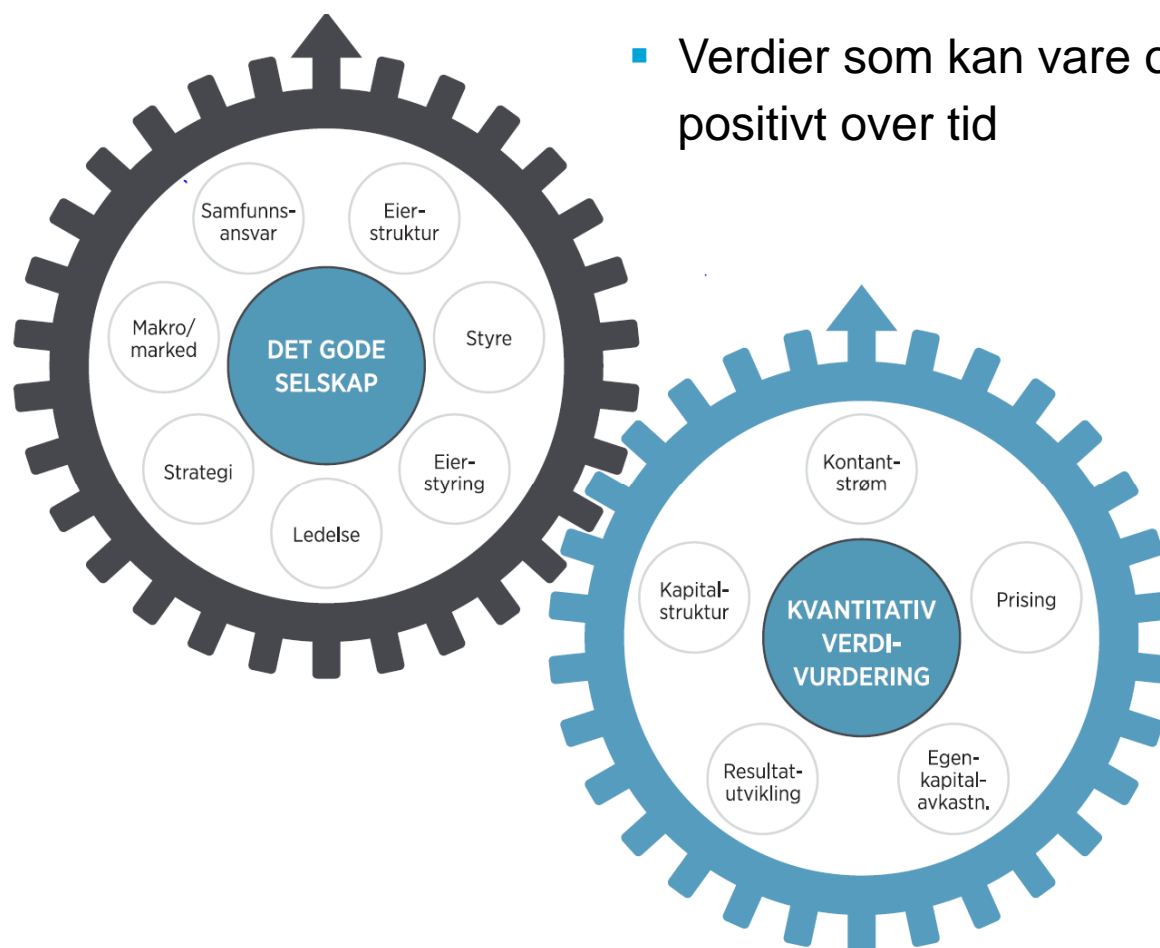 Verdier som kan vare
positivt over tid
Samfunns-
ansvar
Eier-
struktur
Makro/
marked
DET GODE
SELSKAP
Styre
Strategi
Eier-
styring
Ledelse
Kontant-
strøm
Kapital-
struktur
KVANTITATIV
VERDI-
VURDERING
Prising
Resultat-
utvikling
Egen-
kapital-
avkastn.